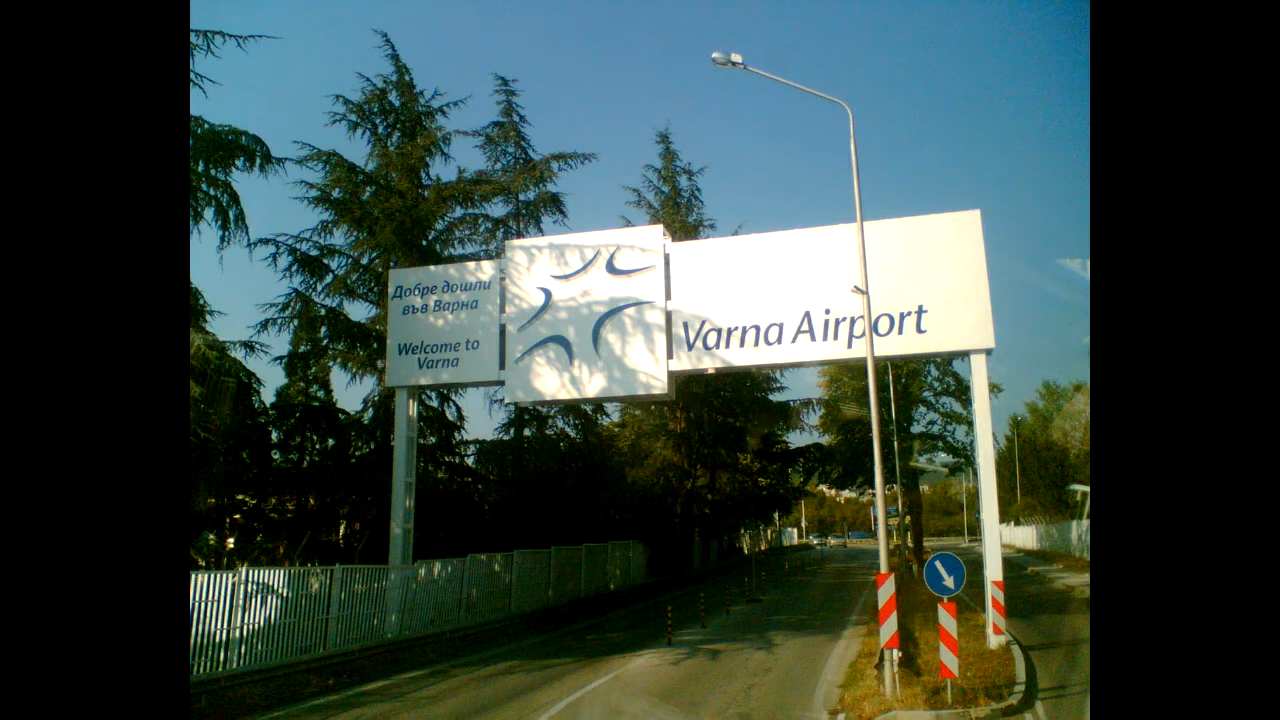 Добре дошли
във Варна
Welcome to
Varna
Varna Airport